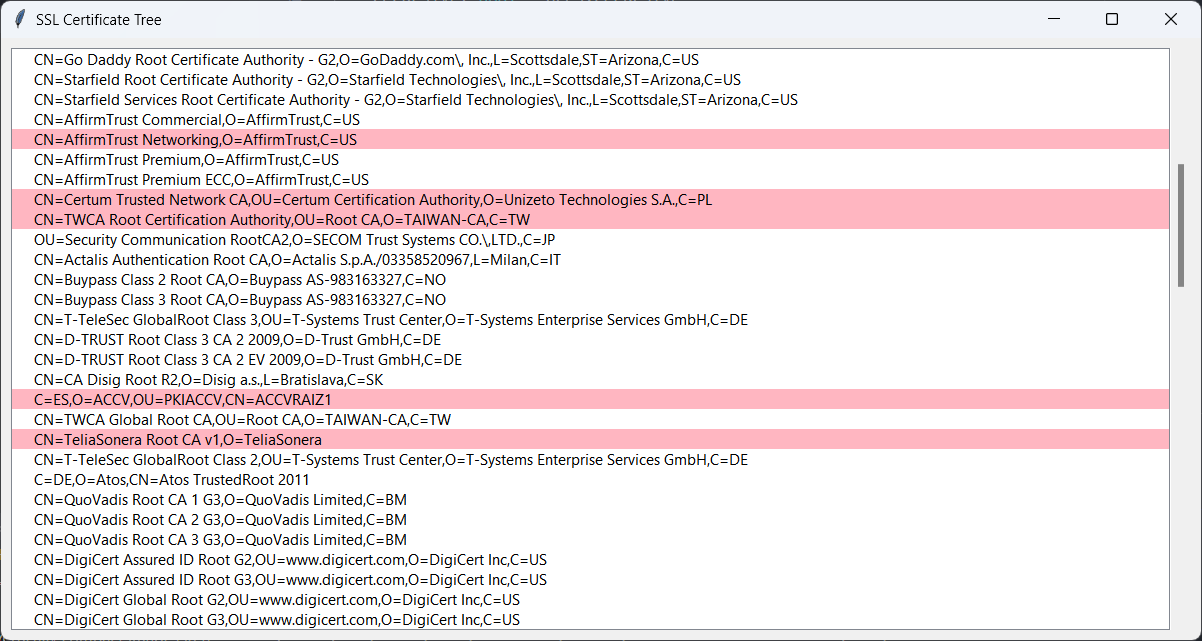 SSL Certificate Tree
CN=Go Daddy Root Certificate Authority - G2,O=GoDaddy.com\, Inc.,L=Scottsdale,ST=Arizona,C=US
CN=Starfield Root Certificate Authority - G2,O=Starfield Technologies\, Inc.,L=Scottsdale,ST=Arizona,C=US
CN=Starfield Services Root Certificate Authority - G2,O=Starfield Technologies\, Inc.,L=Scottsdale,ST=Arizona,C=US
CN=AffirmTrust Commercial,O=AffirmTrust,C=US
CN=AffirmTrust Networking,O=AffirmTrust,C=US
CN=AffirmTrust Premium,O=AffirmTrust,C=US
CN=AffirmTrust Premium ECC,O=AffirmTrust,C=US
CN=Certum Trusted Network CA,OU=Certum Certification Authority,O=Unizeto Technologies S.A.,C=PL
CN=TWCA Root Certification Authority,OU=Root CA,O=TAIWAN-CA,C=TW
OU=Security Communication RootCA2,O=SECOM Trust Systems CO.\,LTD.,C=JP
CN=Actalis Authentication Root CA,O=Actalis S.p.A./03358520967,L=Milan,C=IT
CN=Buypass Class 2 Root CA,O=Buypass AS-983163327,C=NO
CN=Buypass Class 3 Root CA,O=Buypass AS-983163327,C=NO
CN=T-TeleSec GlobalRoot Class 3,OU=T-Systems Trust Center,O=T-Systems Enterprise Services GmbH,C=DE
CN=D-TRUST Root Class 3 CA 2 2009,O=D-Trust GmbH,C=DE
CN=D-TRUST Root Class 3 CA 2 EV 2009,O=D-Trust GmbH,C=DE
CN=CA Disig Root R2,O=Disig a.s.,L=Bratislava,C=SK
C=ES,O=ACCV,OU=PKIACCV,CN=ACCVRAIZ1
CN=TWCA Global Root CA,OU=Root CA,O=TAIWAN-CA,C=TW
CN=TeliaSonera Root CA v1,O=TeliaSonera
CN=T-TeleSec GlobalRoot Class 2,OU=T-Systems Trust Center,O=T-Systems Enterprise Services GmbH,C=DE
C=DE,O=Atos,CN=Atos TrustedRoot 2011
CN=QuoVadis Root CA 1 G3,O=QuoVadis Limited,C=BM
CN=QuoVadis Root CA 2 G3,O=QuoVadis Limited,C=BM
CN=QuoVadis Root CA 3 G3,O=QuoVadis Limited,C=BM
CN=DigiCert Assured ID Root G2,OU=www.digicert.com,O=DigiCert Inc,C=US
CN=DigiCert Assured ID Root G3,OU=www.digicert.com,O=DigiCert Inc,C=US
CN=DigiCert Global Root G2,OU=www.digicert.com,O=DigiCert Inc,C=US
CN=DigiCert Global Root G3,OU=www.digicert.com,O=DigiCert Inc,C=US